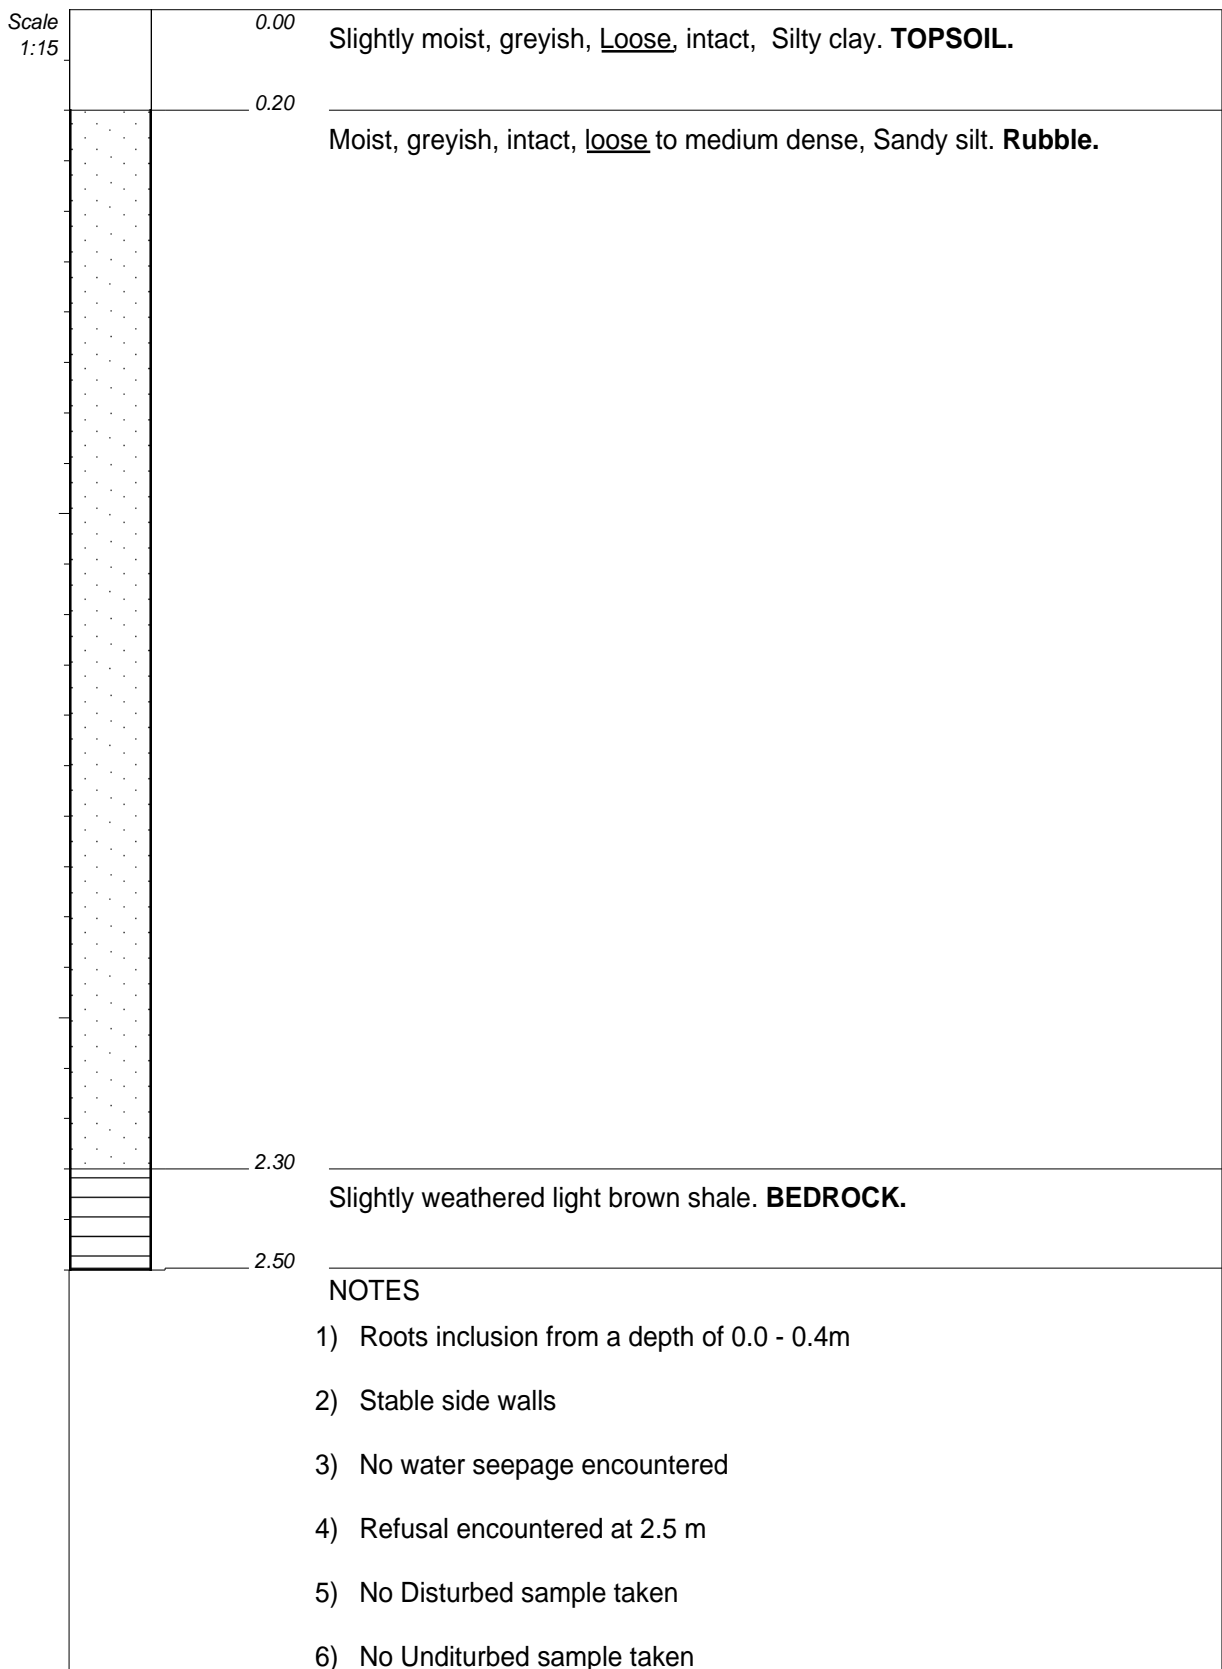 Scale
1:15
0.00
Slightly moist, greyish, Loose, intact, Silty clay. TOPSOIL.
0.20
Moist, greyish, intact, loose to medium dense, Sandy silt. Rubble.
2.30
Slightly weathered light brown shale. BEDROCK.
2.50
NOTES
1) Roots inclusion from a depth of 0.0 - 0.4m
2) Stable side walls
3) No water seepage encountered
4) Refusal encountered at 2.5 m
5) No Disturbed sample taken
6) No Unditurbed sample taken